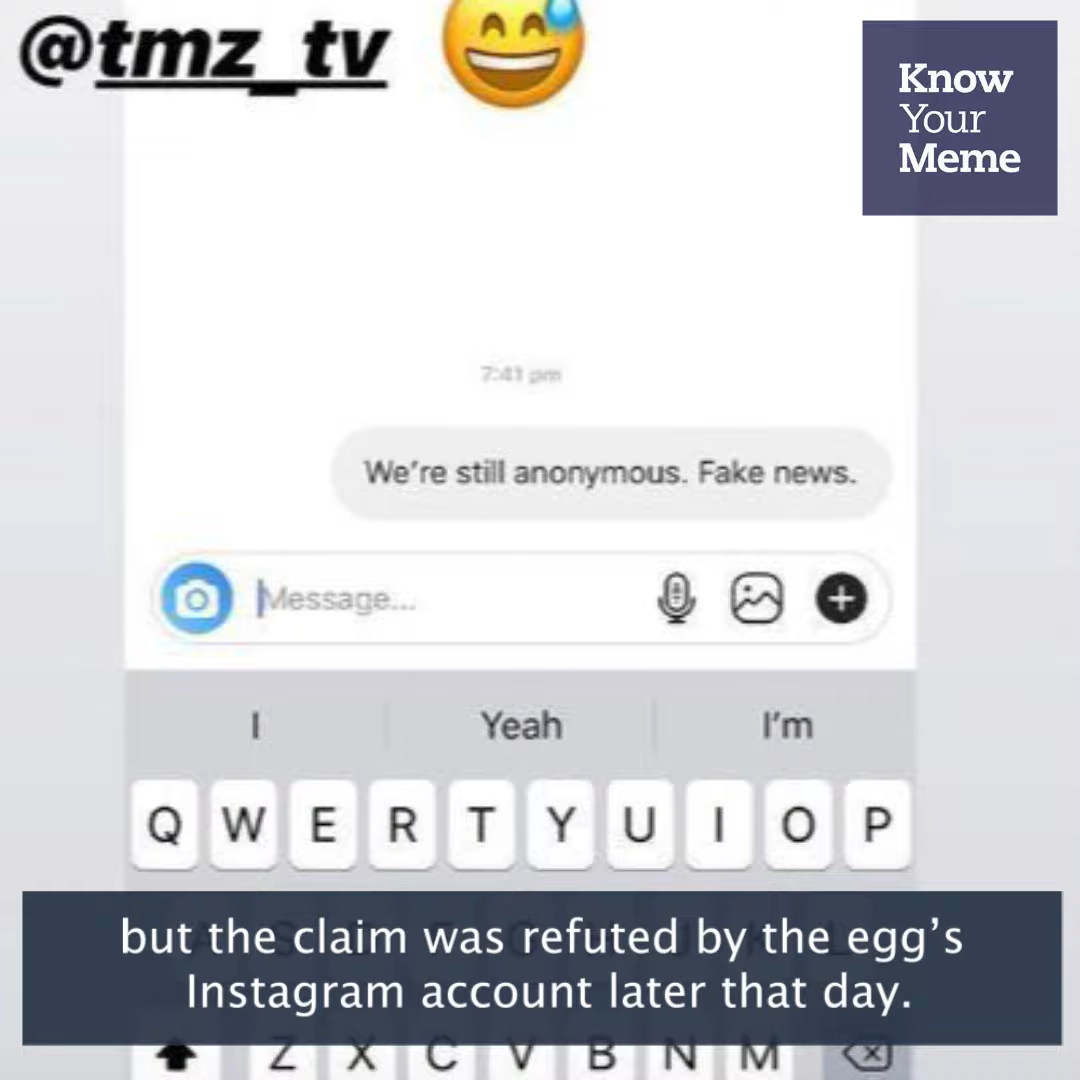 @tmz_tv
Know
Your
Meme
7:41 pm
We're still anonymous. Fake news.
Message...
I Yeah I'm
Q W E R T Y U I O P
but the claim was refuted by the egg's
Instagram account later that day.
Z X C V B N M